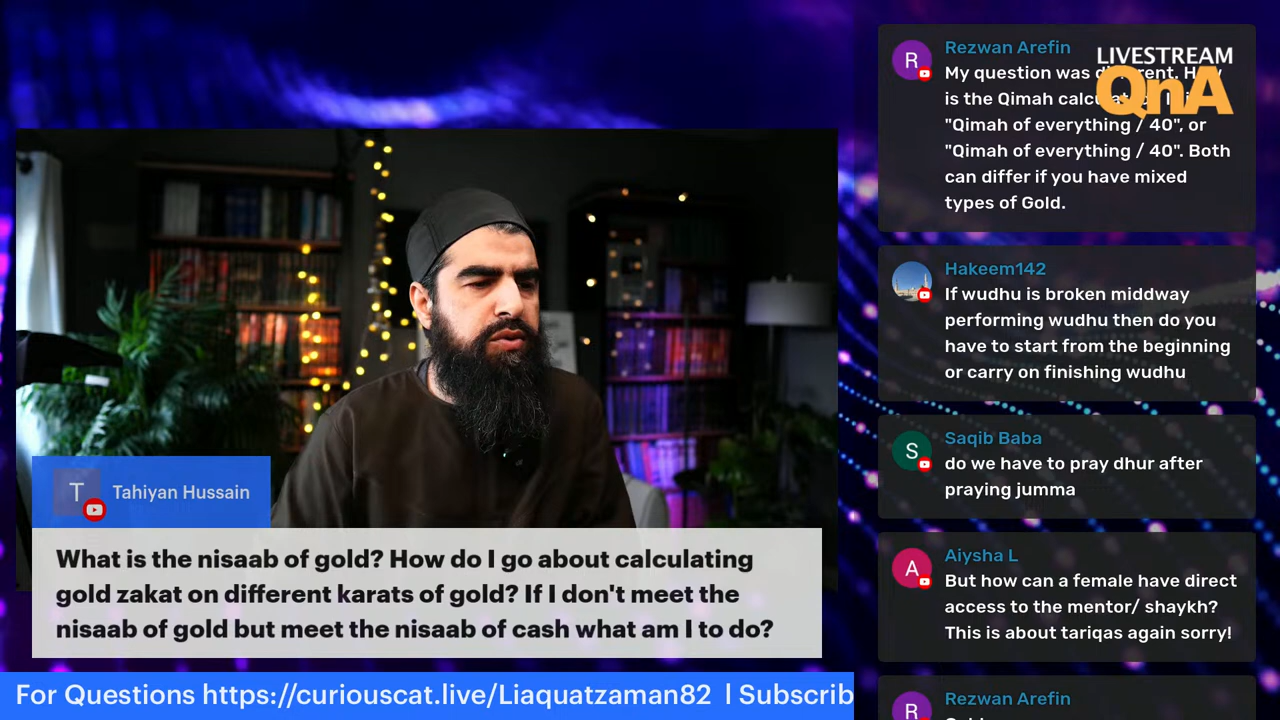 LIVESTREAM
QnA
R
Rezwan Arefin
My question was
is the Qimah
"Qimah of everything / 40", or
"Qimah of everything / 40". Both
can differ if you have mixed
types of Gold.
Hakeem142
If wudhu is broken middway
performing wudhu then do you
have to start from the beginning
or carry on finishing wudhu
S
Saqib Baba
do we have to pray dhur after
praying jumma
A
Aiysha L
But how can a female have direct
access to the mentor/ shaykh?
This is about tariqas again sorry!
R
Rezwan Arefin
T
Tahiyan Hussain
What is the nisaab of gold? How do I go about calculating
gold zakat on different karats of gold? If I don't meet the
nisaab of gold but meet the nisaab of cash what am I to do?
For Questions https://curiouscat.live/Liaquatzaman82 | Subscrib